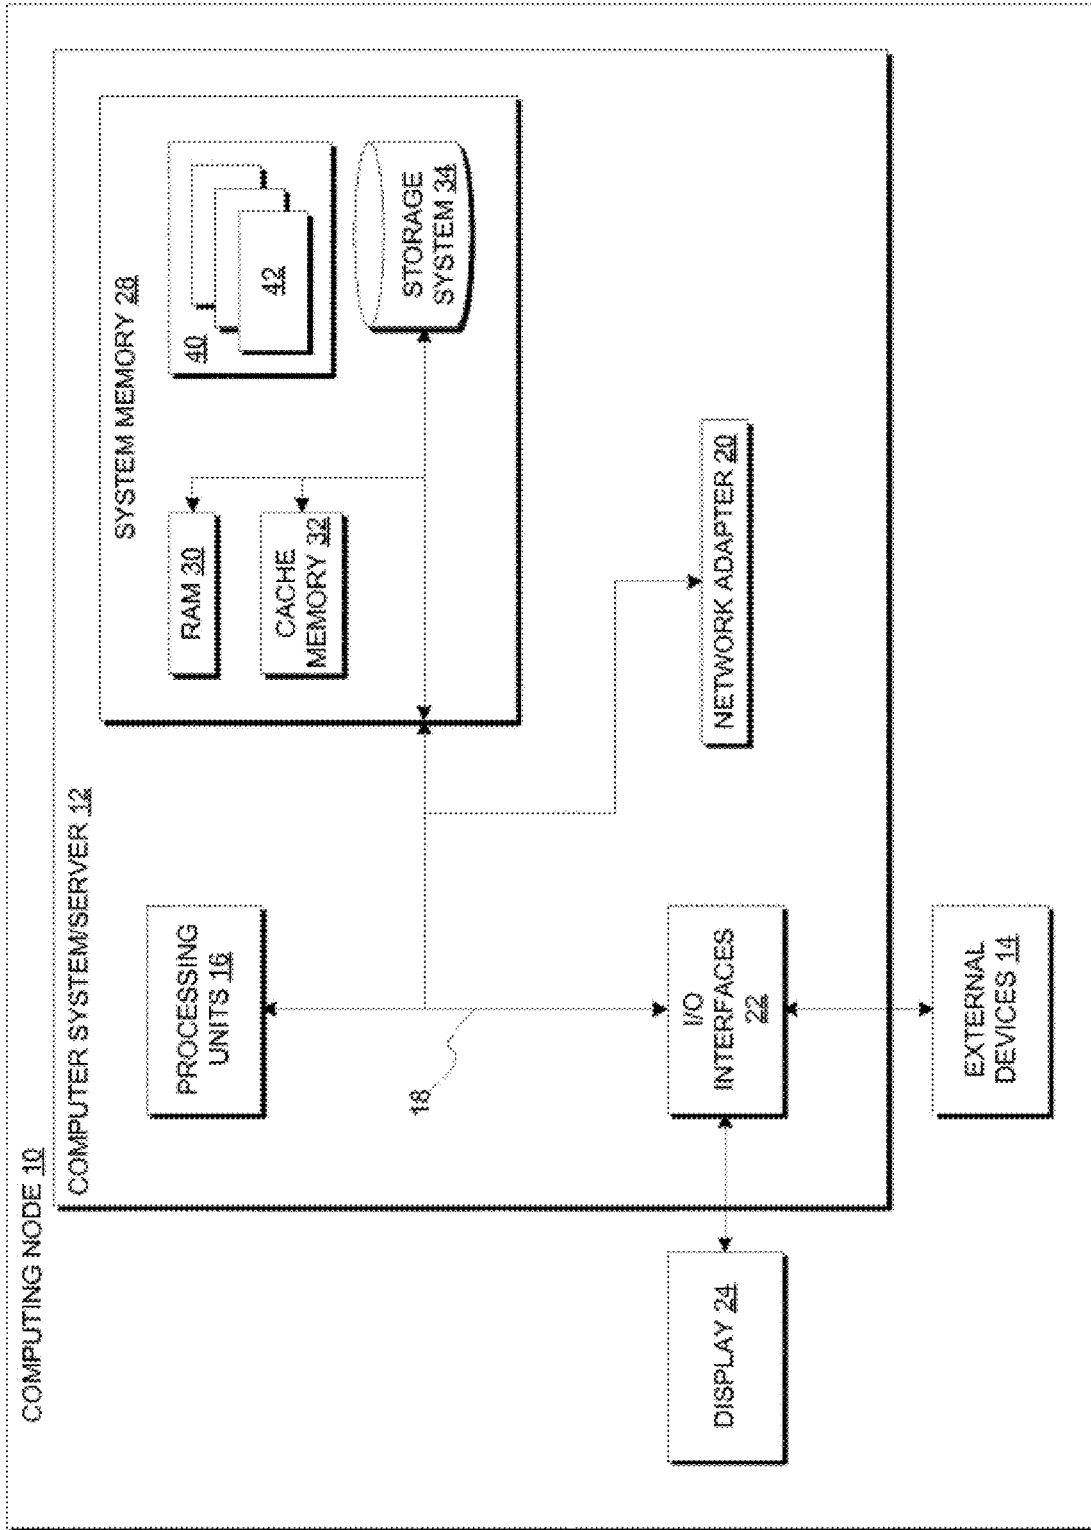 COMPUTING NODE 10
COMPUTER SYSTEM/SERVER 12
PROCESSING
UNITS 16
SYSTEM MEMORY 28
RAM 30
CACHE
MEMORY 32
40
42
STORAGE
SYSTEM 34
18
DISPLAY 24
I/O
INTERFACES
22
NETWORK ADAPTER 20
EXTERNAL
DEVICES 14